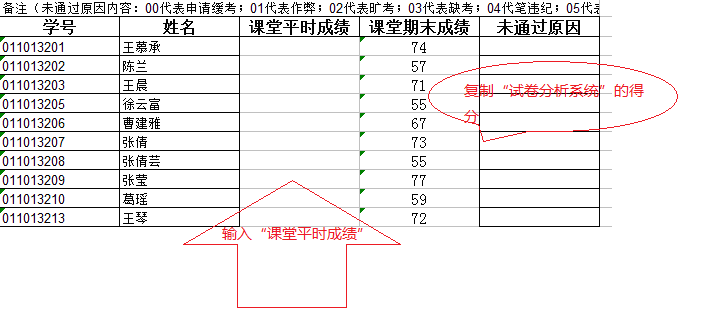 备注（未通过原因内容：00代表申请缓考；01代表作弊；02代表旷考；03代表缺考；04代笔违纪；05代表
学号 姓名 课堂平时成绩 课堂期末成绩 未通过原因
011013201 王慕承 74
011013202 陈兰 57
011013203 王晨 71
复制“试卷分析系统”的得
011013205 徐云富 55
分
011013206 曹建雅 67
011013207 张倩 73
011013208 张倩芸 55
011013209 张莹 77
011013210 葛瑶 59
011013213 王琴 72
输入“课堂平时成绩”